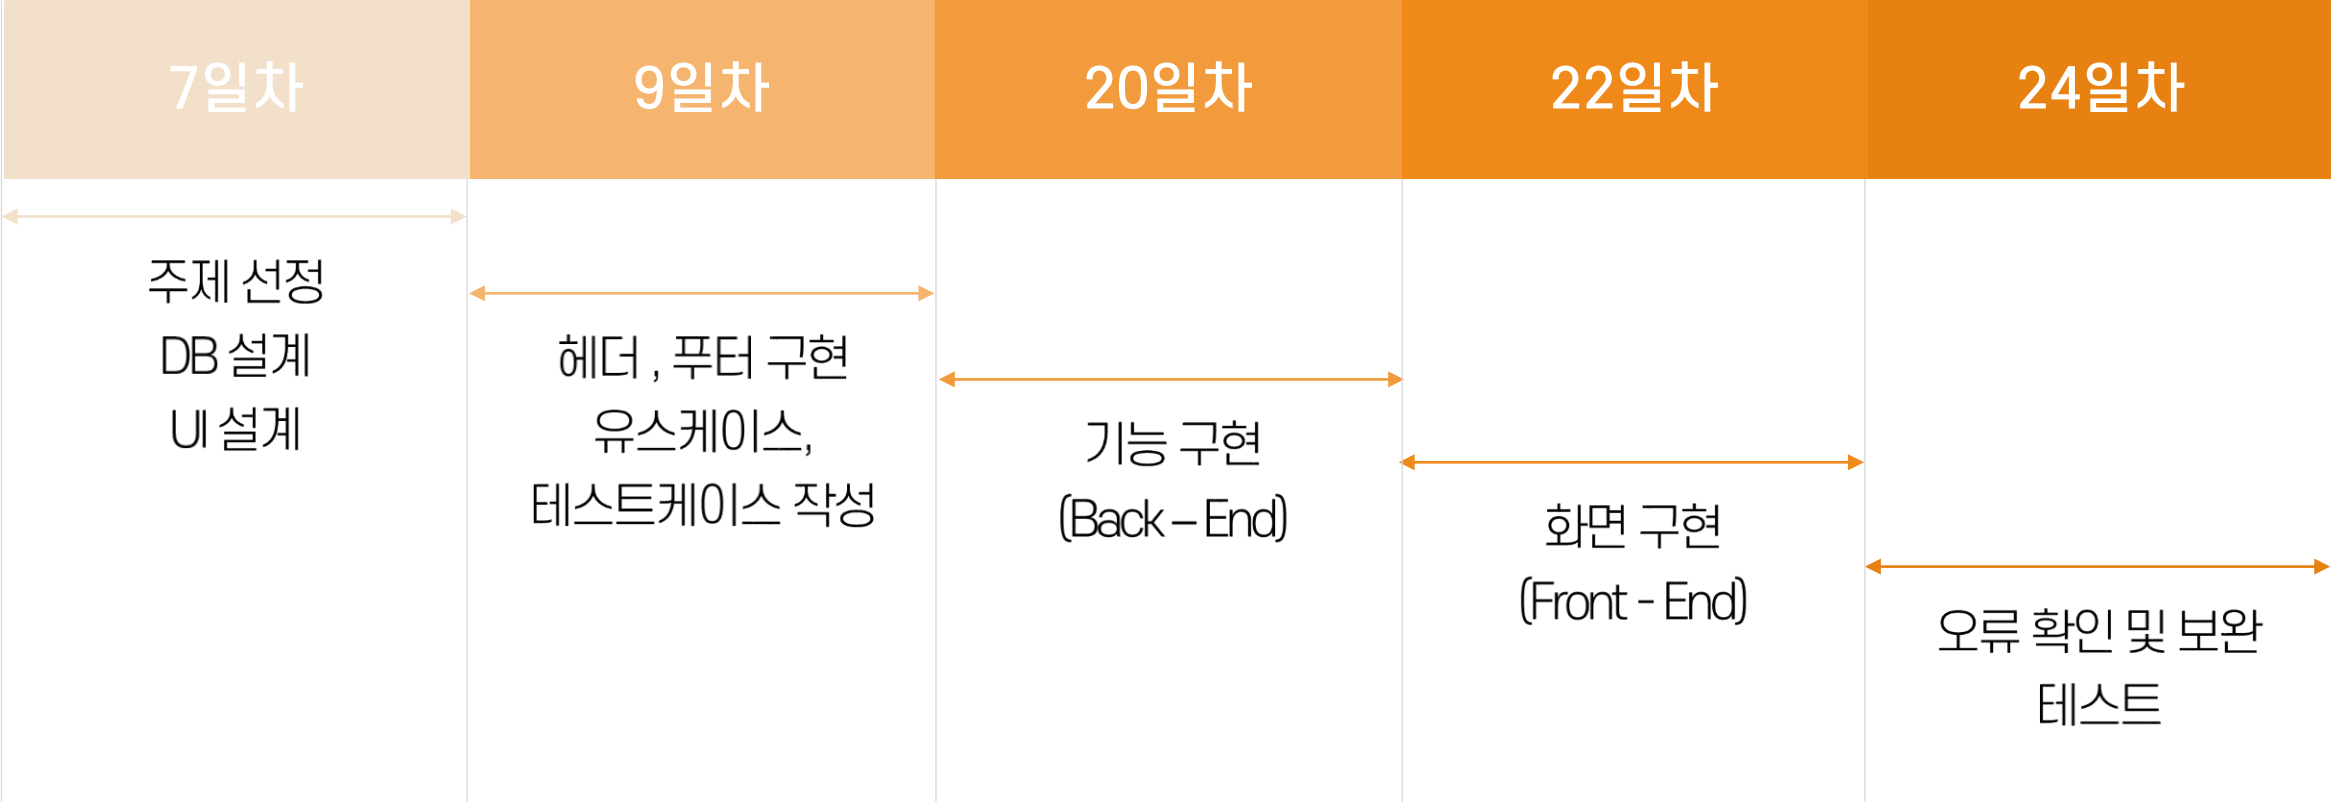 7일차
9일차
20일차
22일차
24일차
주제 선정
DB 설계
UI 설계
헤더 , 푸터 구현
유스케이스,
테스트케이스 작성
기능 구현
(Back – End)
화면 구현
(Front - End)
오류 확인 및 보완
테스트